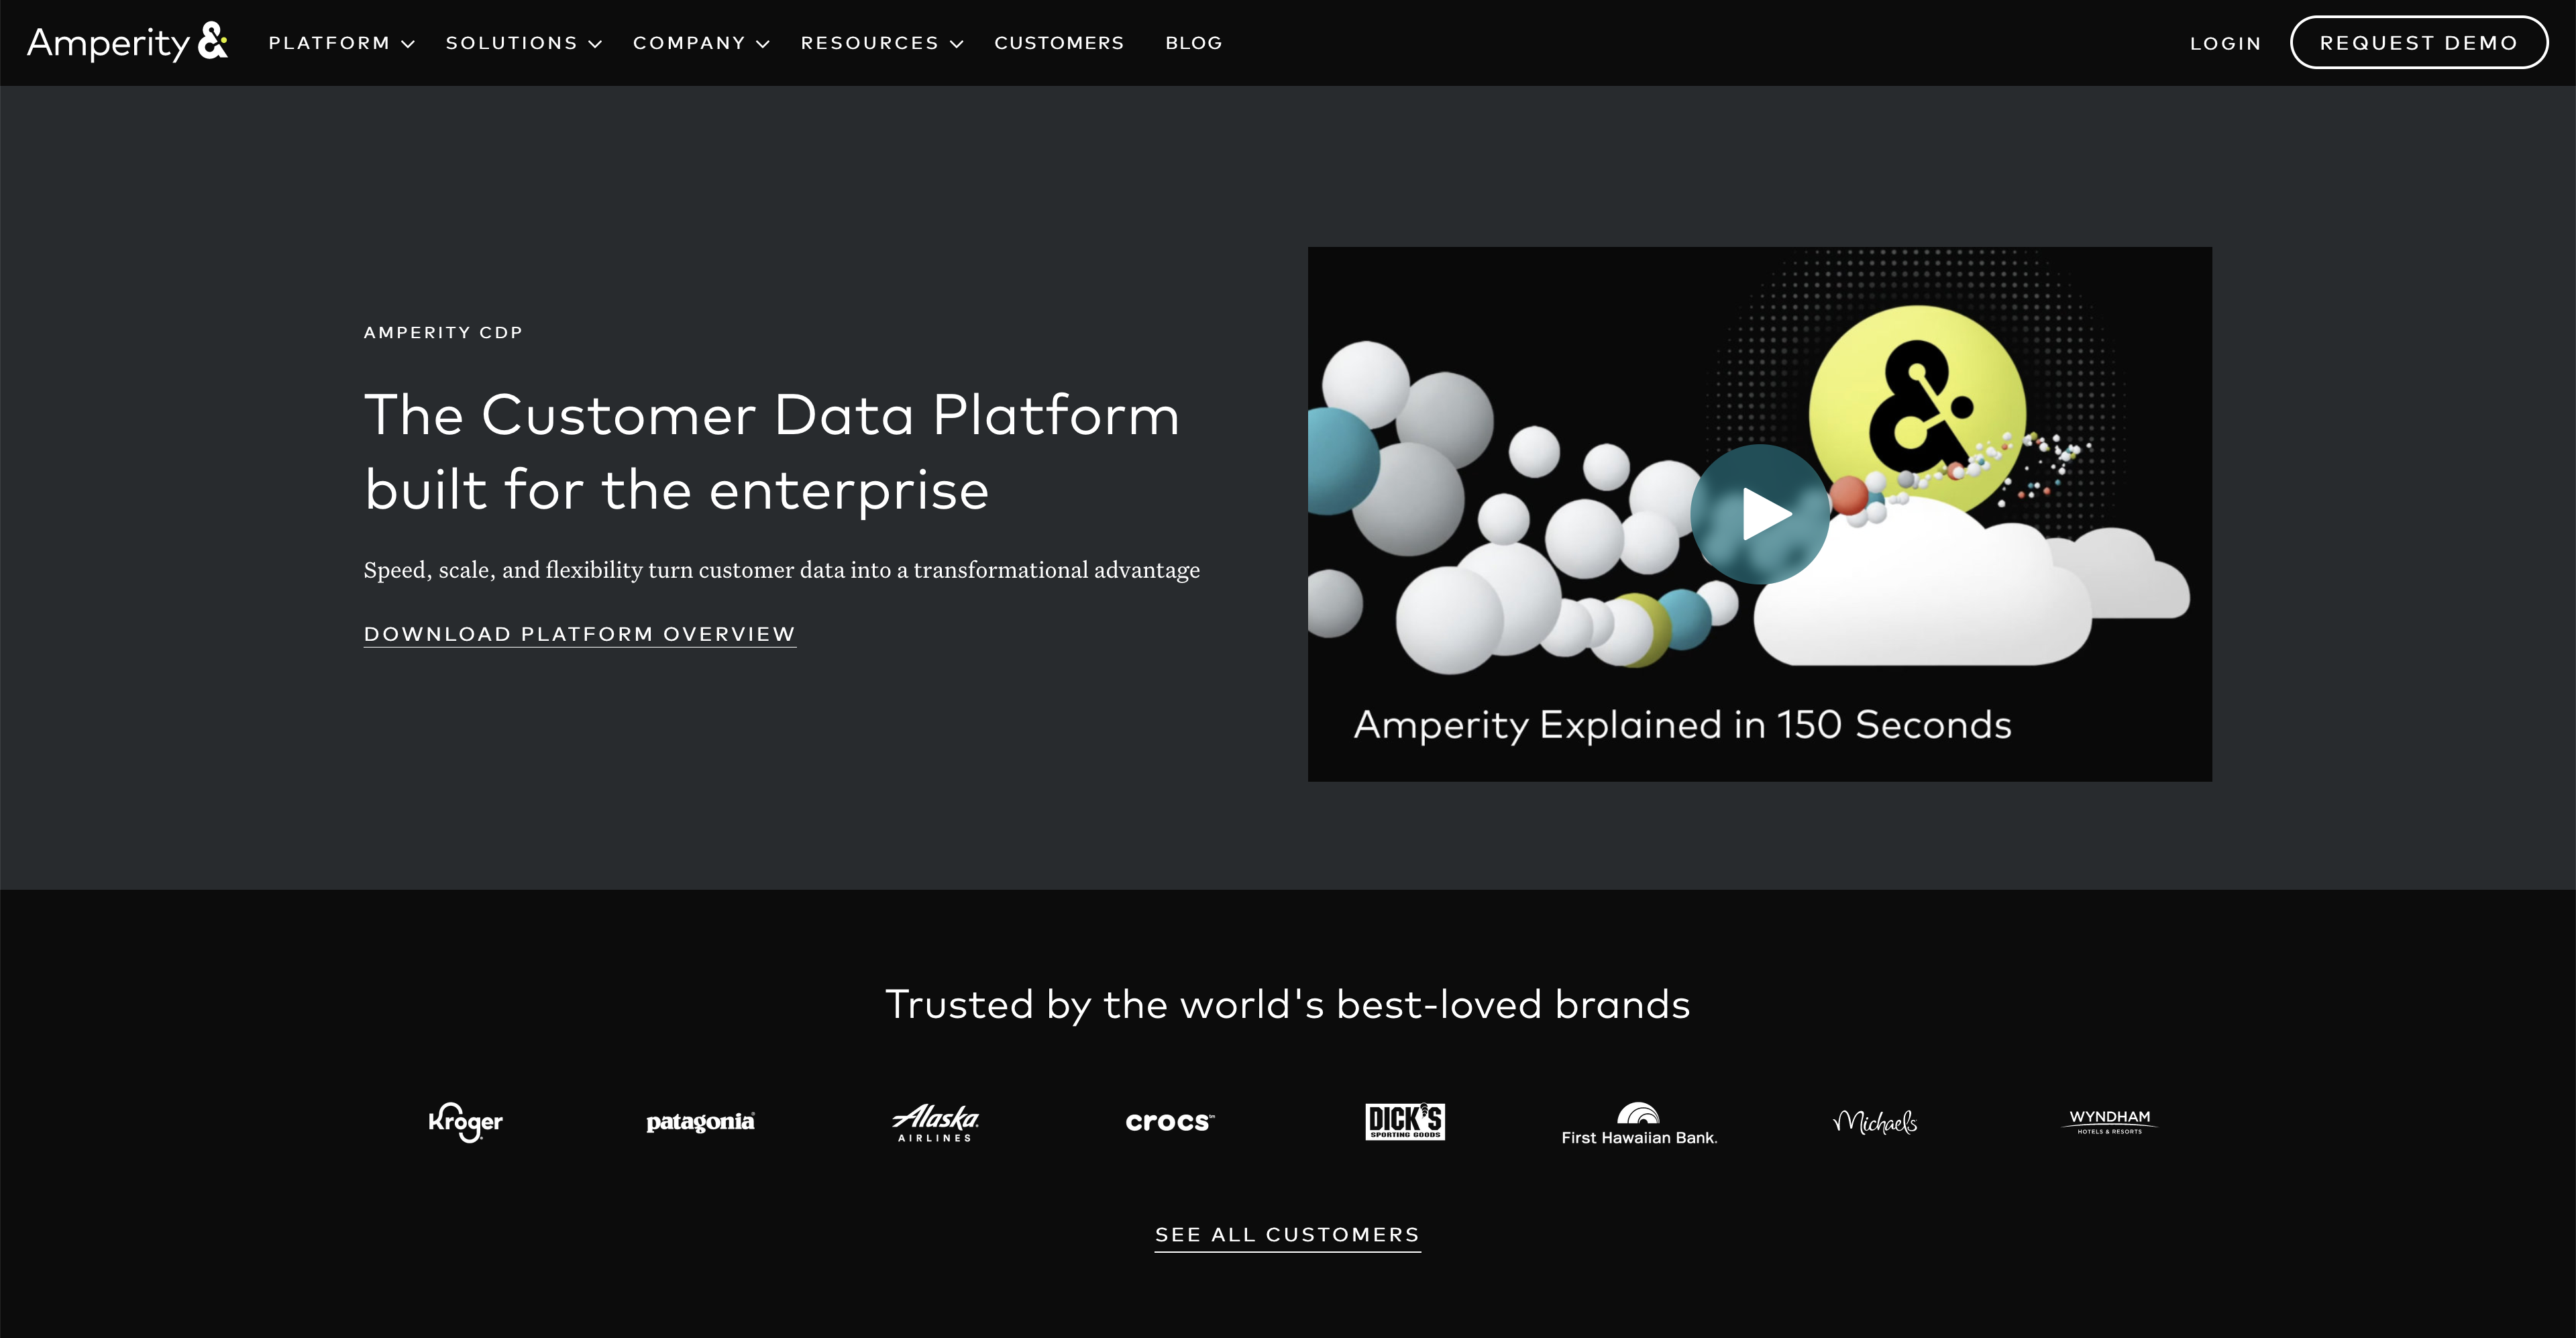 Amperity &
PLATFORM
SOLUTIONS
COMPANY
RESOURCES
CUSTOMERS
BLOG
LOGIN
REQUEST DEMO
AMPERITY CDP
The Customer Data Platform
built for the enterprise
Speed, scale, and flexibility turn customer data into a transformational advantage
DOWNLOAD PLATFORM OVERVIEW
&
Amperity Explained in 150 Seconds
Trusted by the world's best-loved brands
Kroger
patagonia®
Alaska
AIRLINES
crocs™
DICK'S
SPORTING GOODS
First Hawaiian Bank.
Michaels
WYNDHAM
HOTELS & RESORTS
SEE ALL CUSTOMERS